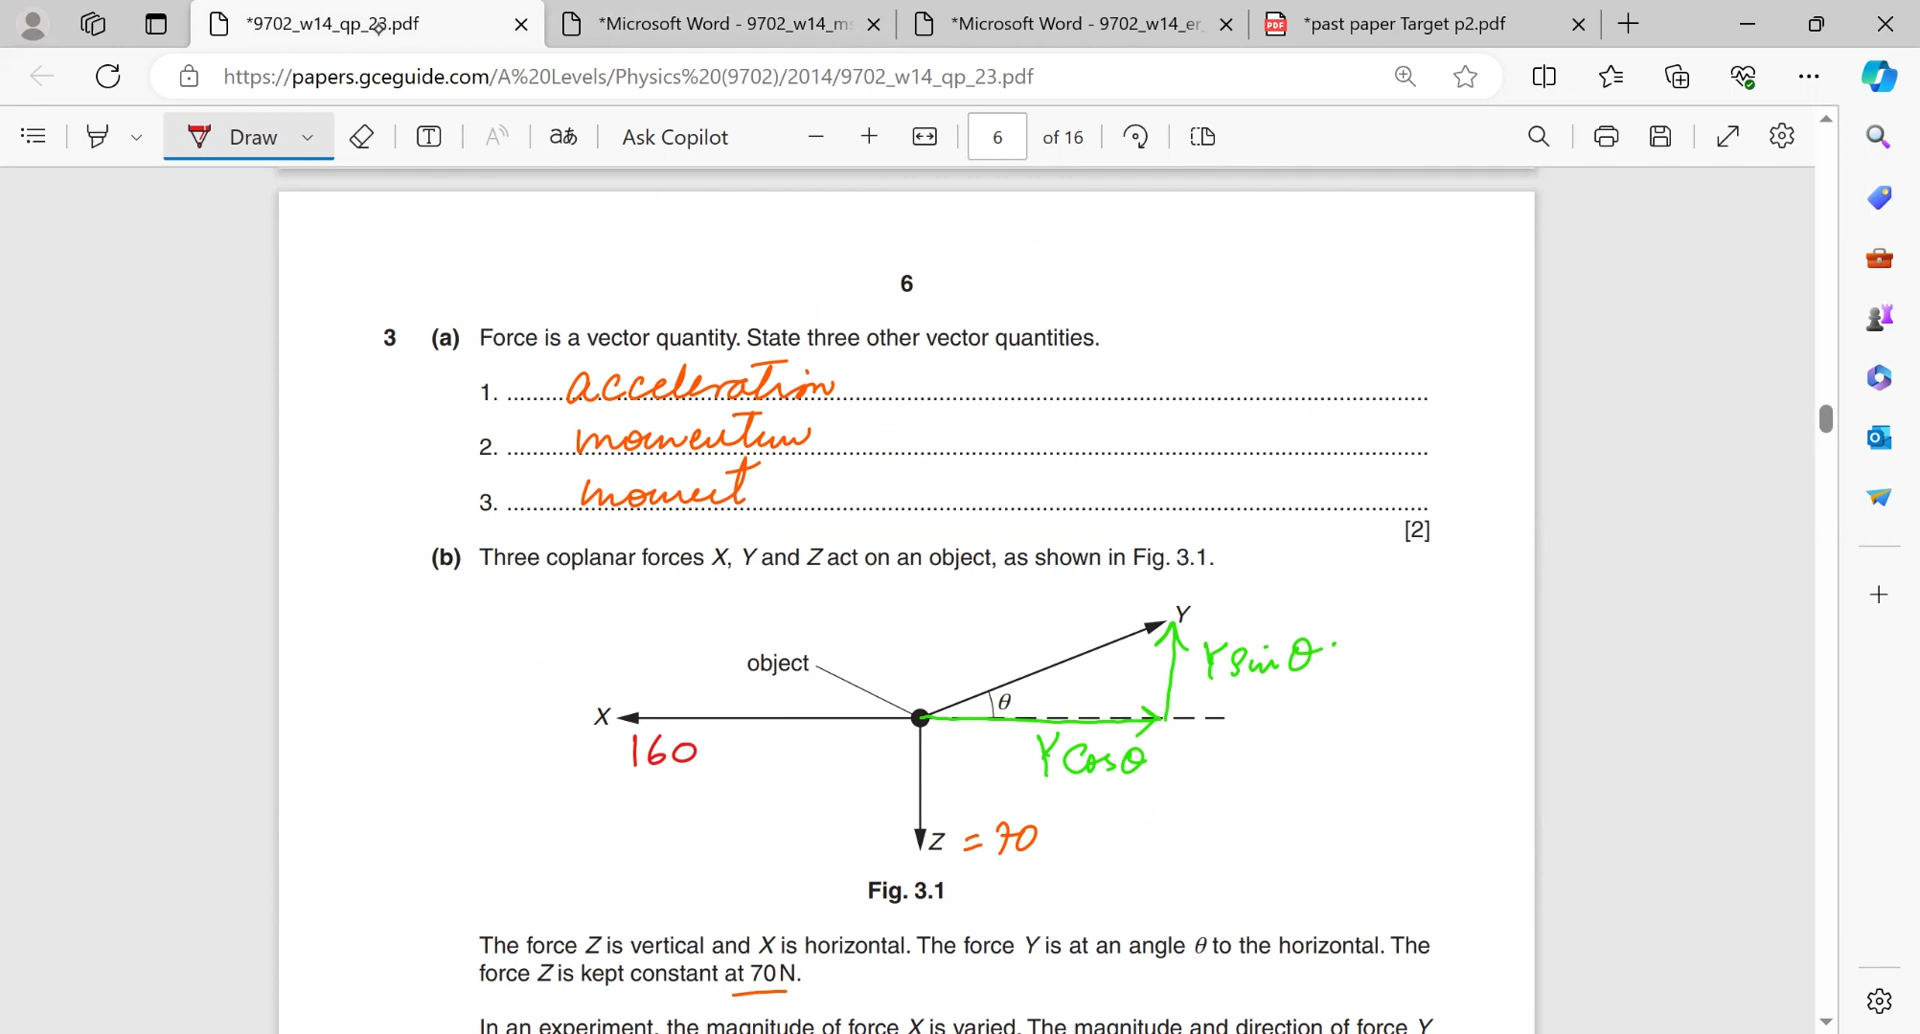 *9702_w14_qp_23.pdf
*Microsoft Word - 9702_w14_ms
*Microsoft Word - 9702_w14_er_
*past paper Target p2.pdf
https://papers.gceguide.com/A%20Levels/Physics%20(9702)/2014/9702_w14_qp_23.pdf
Draw
T
A
aあ
Ask Copilot
6
of 16
6
3 (a) Force is a vector quantity. State three other vector quantities.
1. acceleration
2. momentum
3. moment
[2]
(b) Three coplanar forces X, Y and Z act on an object, as shown in Fig. 3.1.
Y
Y sin θ
object
θ
X
160
Y cos θ
Z = 70
Fig. 3.1
The force Z is vertical and X is horizontal. The force Y is at an angle θ to the horizontal. The
force Z is kept constant at 70 N.
In an experiment, the magnitude of force X is varied. The magnitude and direction of force Y